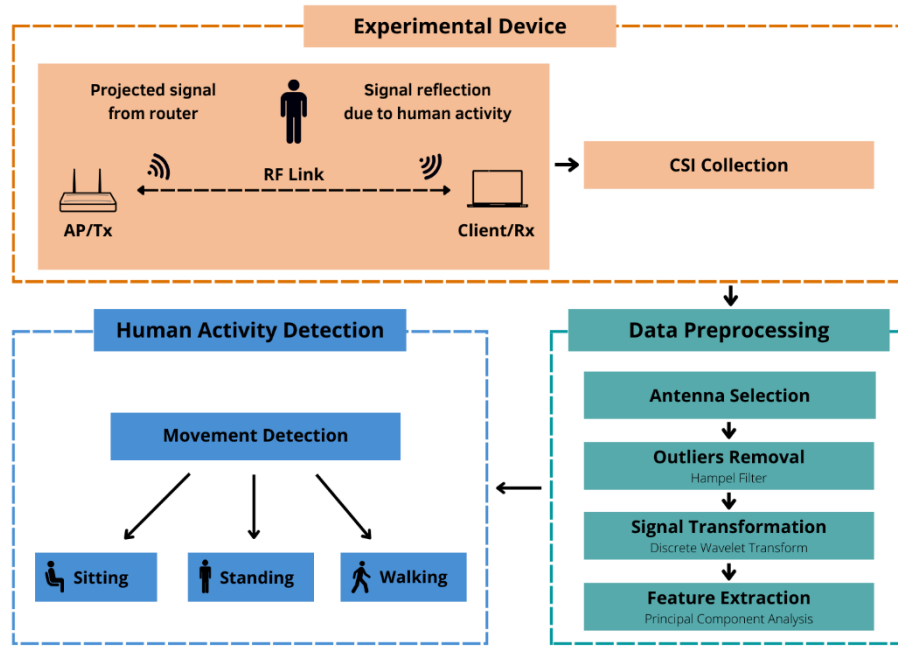 Experimental Device
Projected signal
from router
Signal reflection
due to human activity
RF Link
AP/Tx
Client/Rx
CSI Collection
Human Activity Detection
Movement Detection
Sitting
Standing
Walking
Data Preprocessing
Antenna Selection
Outliers Removal
Hampel Filter
Signal Transformation
Discrete Wavelet Transform
Feature Extraction
Principal Component Analysis